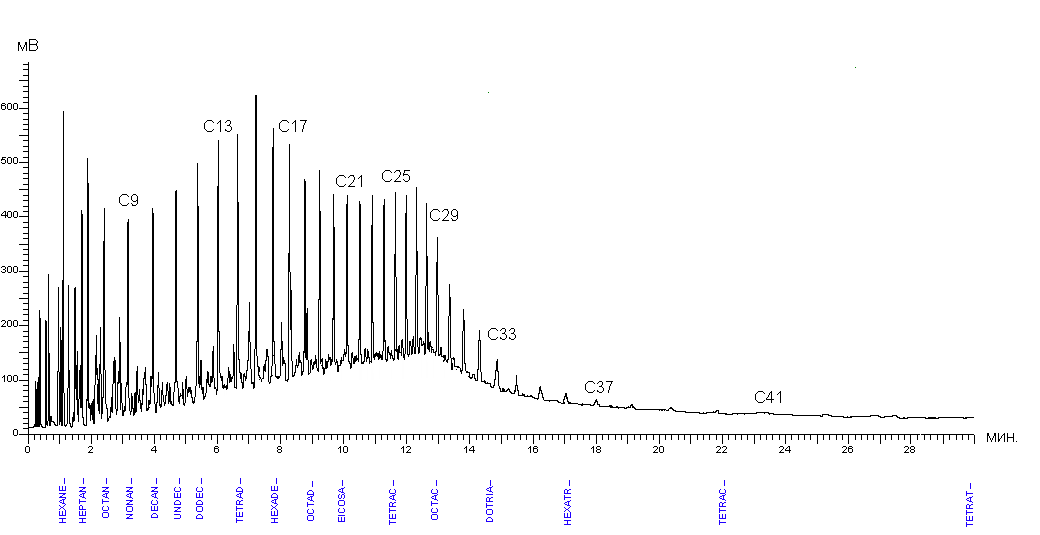 мВ
600
500
400
300
200
100
0
C9
C13
C17
C21
C25
C29
C33
C37
C41
0 2 4 6 8 10 12 14 16 18 20 22 24 26 28
мин.
HEXANE-
HEPTAN-
OCTAN-
NONAN-
DECAN-
UNDEC-
DODEC-
TETRAD-
HEXADE-
OCTAD-
EICOSA-
TETRAC-
OCTAC-
DOTRIA-
HEXATR-
TETRAC-
TETRAT-